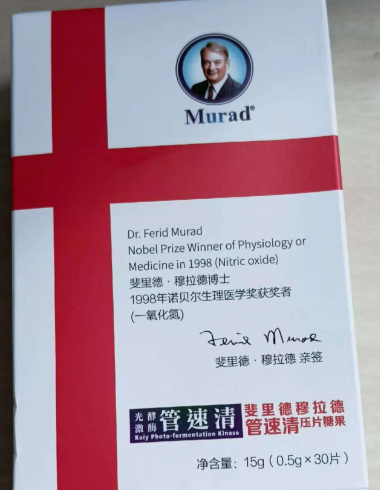 Murad®
Dr. Ferid Murad
Nobel Prize Winner of Physiology or
Medicine in 1998 (Nitric oxide)
斐里德·穆拉德博士
1998年诺贝尔生理医学奖获奖者
(一氧化氮)
Ferid Murad
斐里德·穆拉德 亲签
光酵
激酶
管速清
Keiy Photo-fermentation Kinase
斐里德穆拉德
管速清压片糖果
净含量：15g（0.5g×30片）